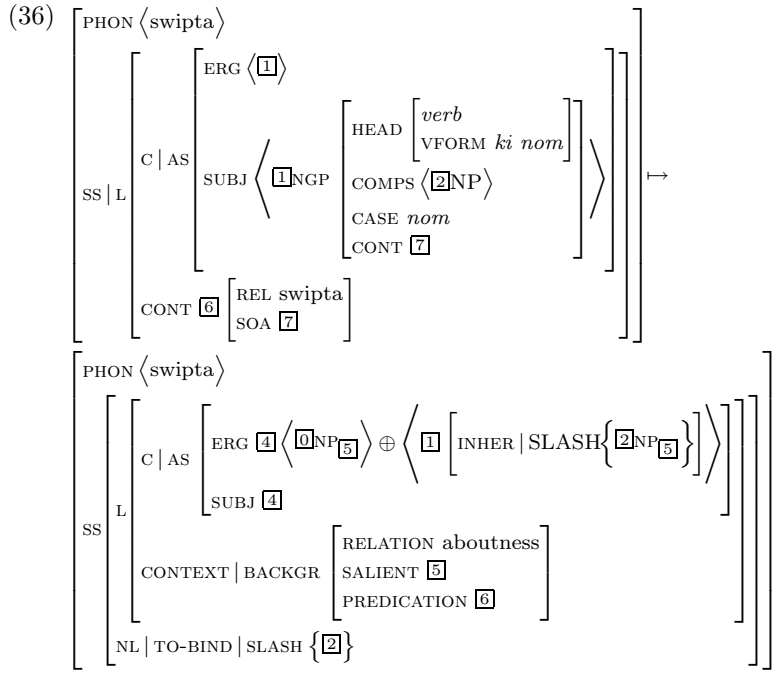 (36)
PHON ⟨swipta⟩
ERG ⟨[1]⟩
HEAD [verb
VFORM ki nom]
C | AS
SUBJ ⟨ [1]NGP
COMPS ⟨[2]NP⟩
SS | L
CASE nom
CONT [7]
↦
CONT [6] [REL swipta
SOA [7]]
PHON ⟨swipta⟩
ERG [4] ⟨[0]NP[5]⟩ ⊕ ⟨[1] [INHER | SLASH{[2]NP[5]}]⟩
C | AS
SUBJ [4]
L
SS
RELATION aboutness
CONTEXT | BACKGR
SALIENT [5]
PREDICATION [6]
NL | TO-BIND | SLASH {[2]}